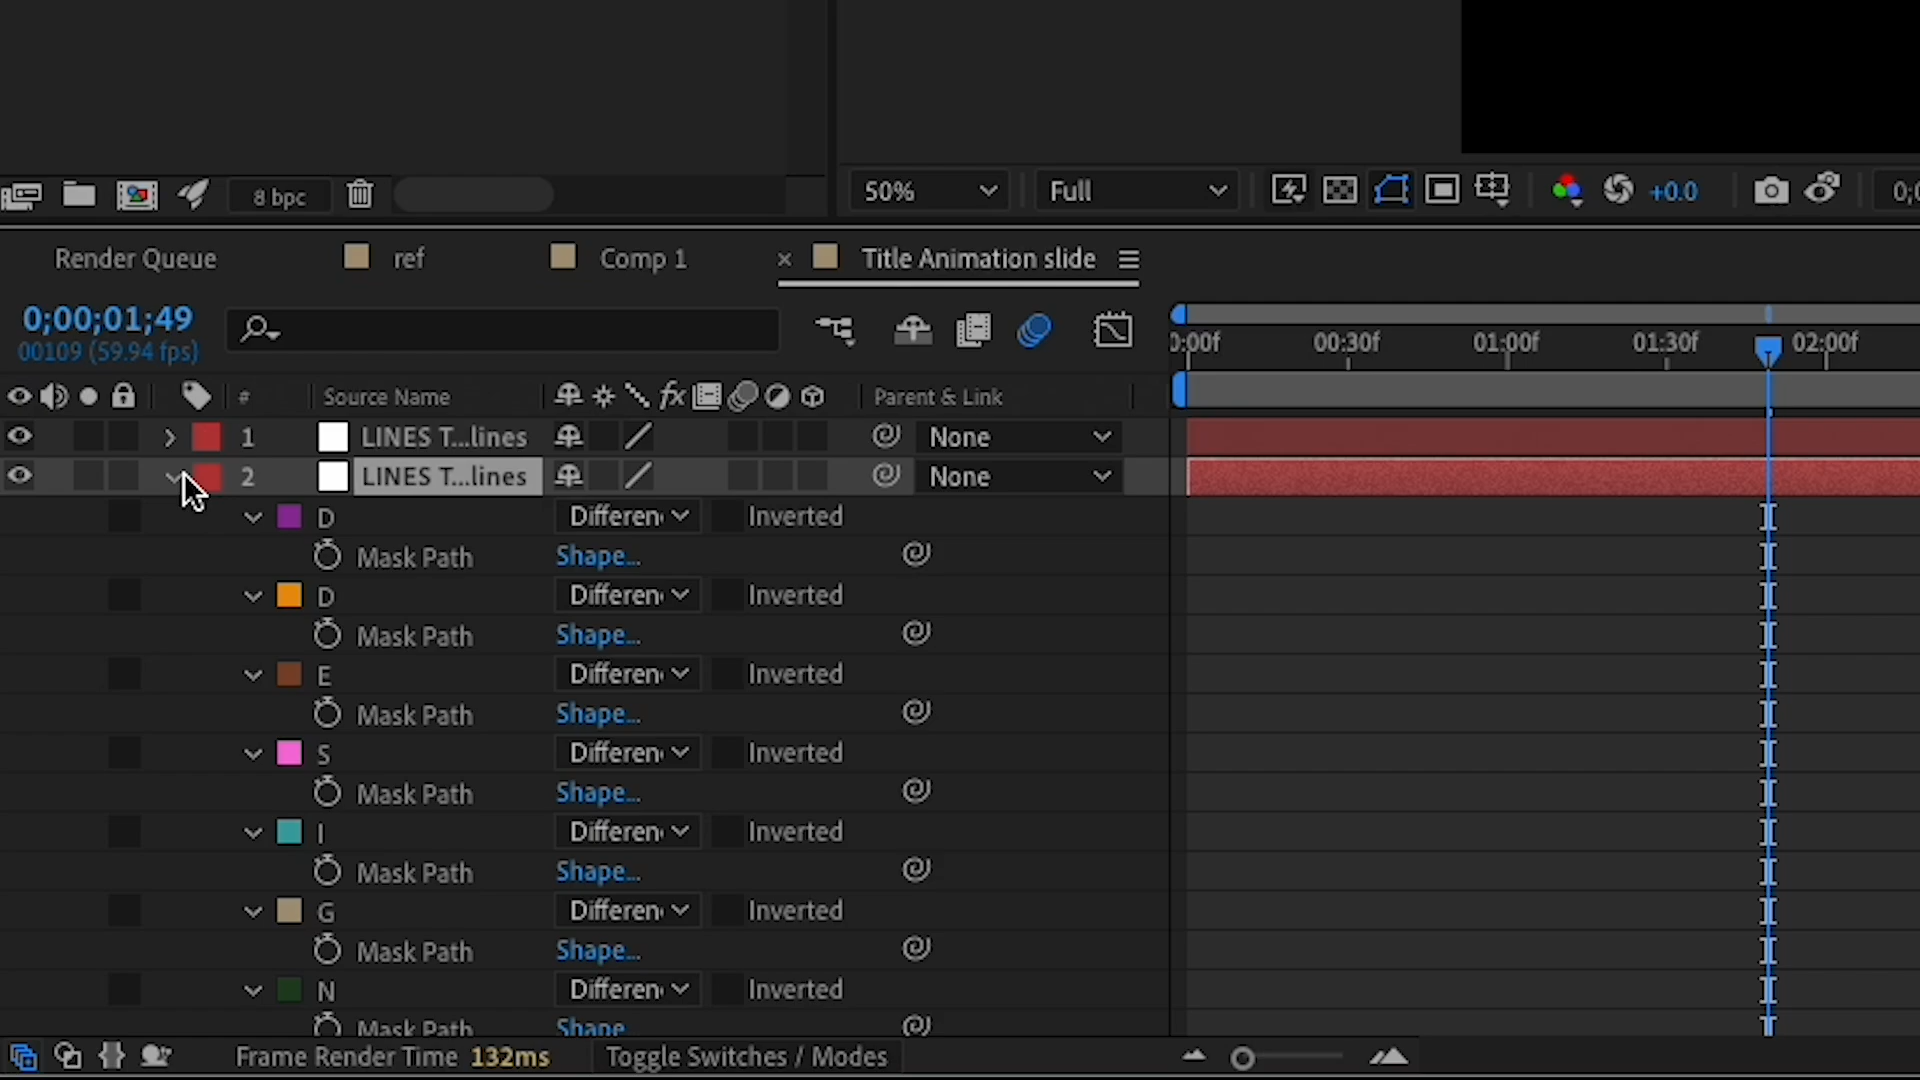 8 bpc
50% Full +0.0 0;0
Render Queue ref Comp 1 × Title Animation slide
0;00;01;49
00109 (59.94 fps)
0:00f 00:30f 01:00f 01:30f 02:00f
# Source Name fx Parent & Link
1 LINES T...lines None
2 LINES T...lines None
D Differen Inverted
Mask Path Shape...
D Differen Inverted
Mask Path Shape...
E Differen Inverted
Mask Path Shape...
S Differen Inverted
Mask Path Shape...
I Differen Inverted
Mask Path Shape...
G Differen Inverted
Mask Path Shape...
N Differen Inverted
Mask Path Shape
Frame Render Time 132ms Toggle Switches / Modes